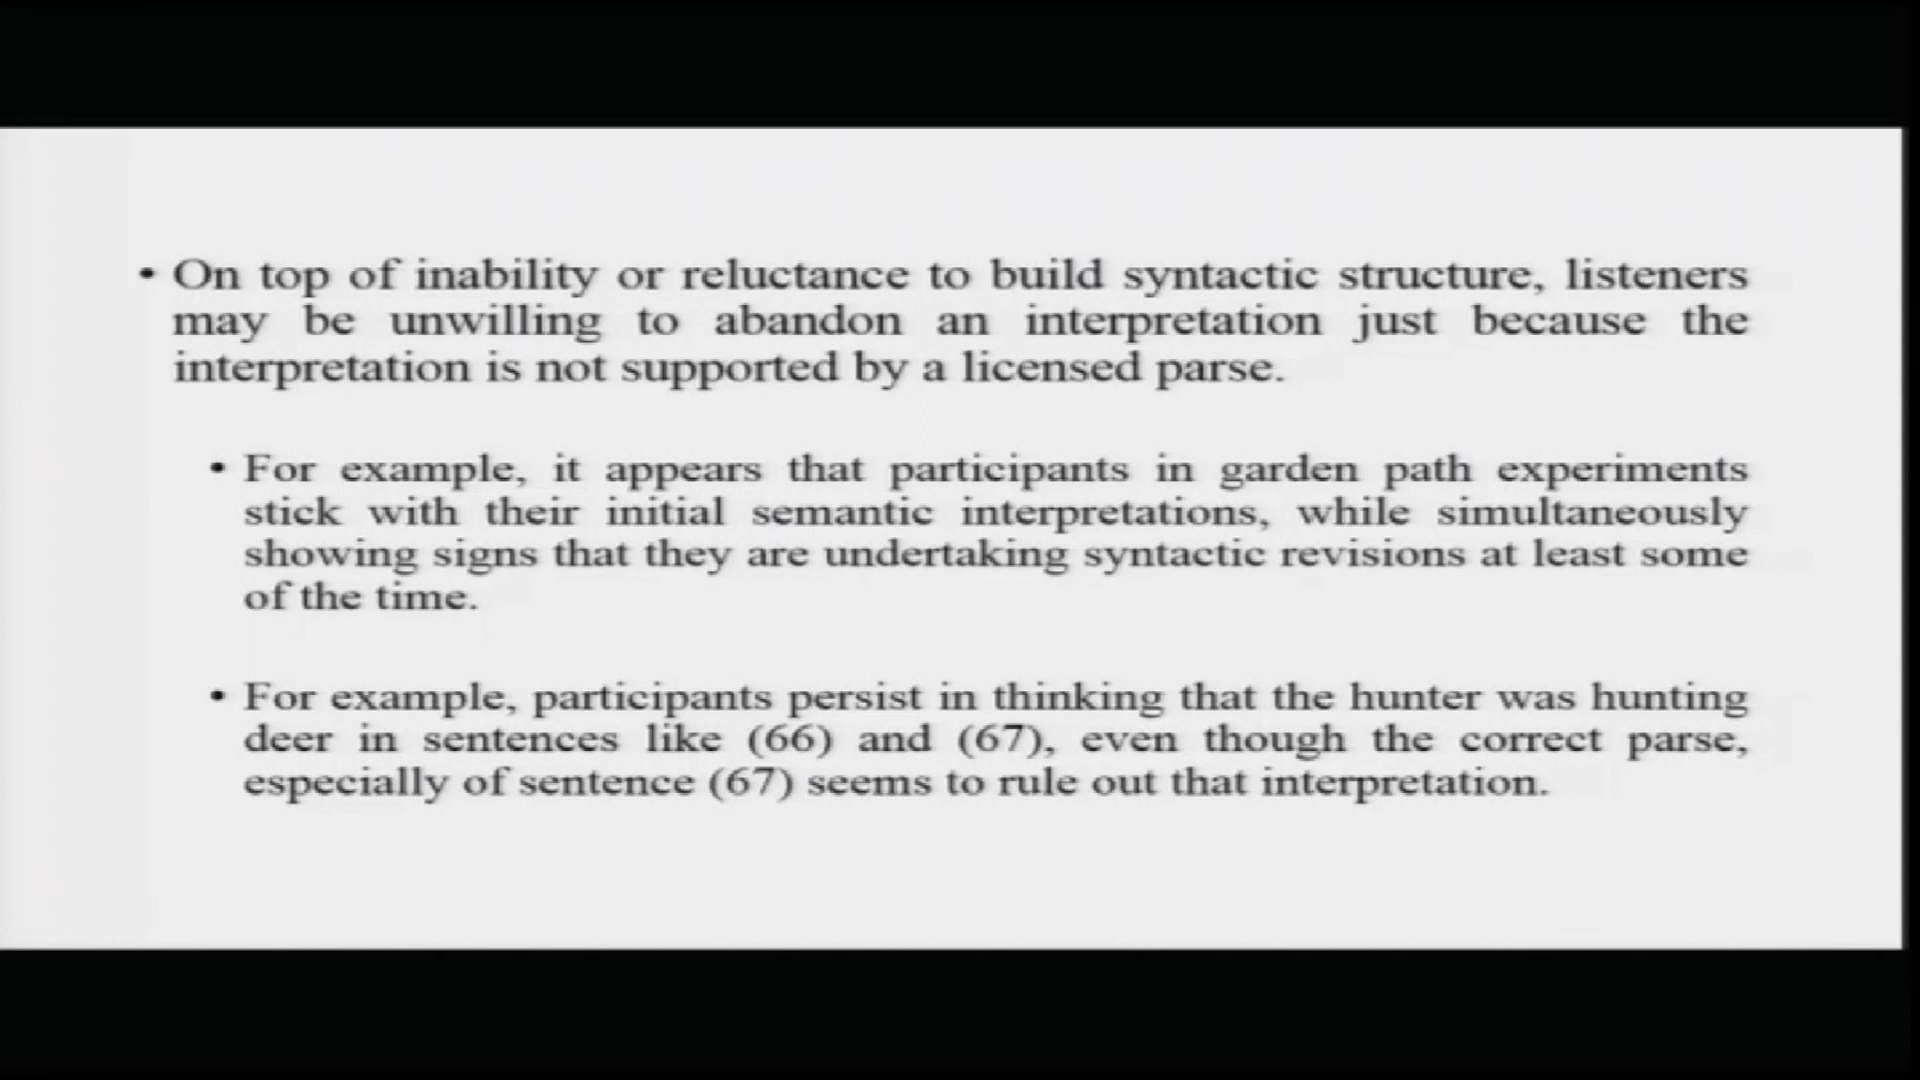 • On top of inability or reluctance to build syntactic structure, listeners
may be unwilling to abandon an interpretation just because the
interpretation is not supported by a licensed parse.
• For example, it appears that participants in garden path experiments
stick with their initial semantic interpretations, while simultaneously
showing signs that they are undertaking syntactic revisions at least some
of the time.
• For example, participants persist in thinking that the hunter was hunting
deer in sentences like (66) and (67), even though the correct parse,
especially of sentence (67) seems to rule out that interpretation.